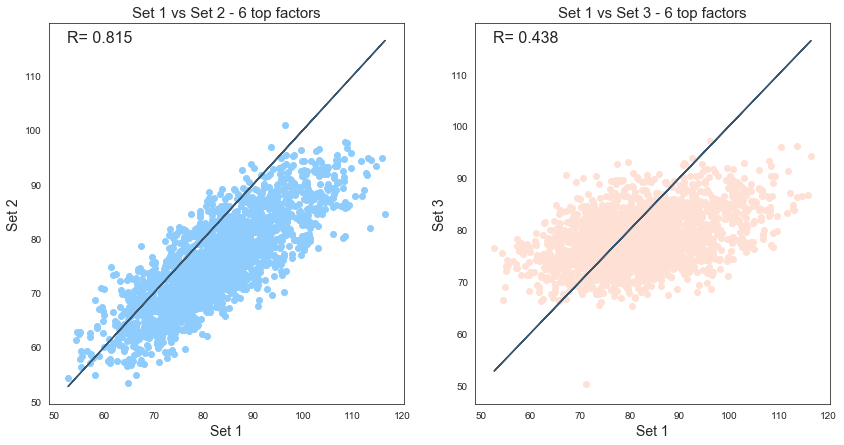 Set 1 vs Set 2 - 6 top factors
R= 0.815
110
100
90
80
70
60
50
50 60 70 80 90 100 110 120
Set 2
Set 1
Set 1 vs Set 3 - 6 top factors
R= 0.438
110
100
90
80
70
60
50
50 60 70 80 90 100 110 120
Set 3
Set 1